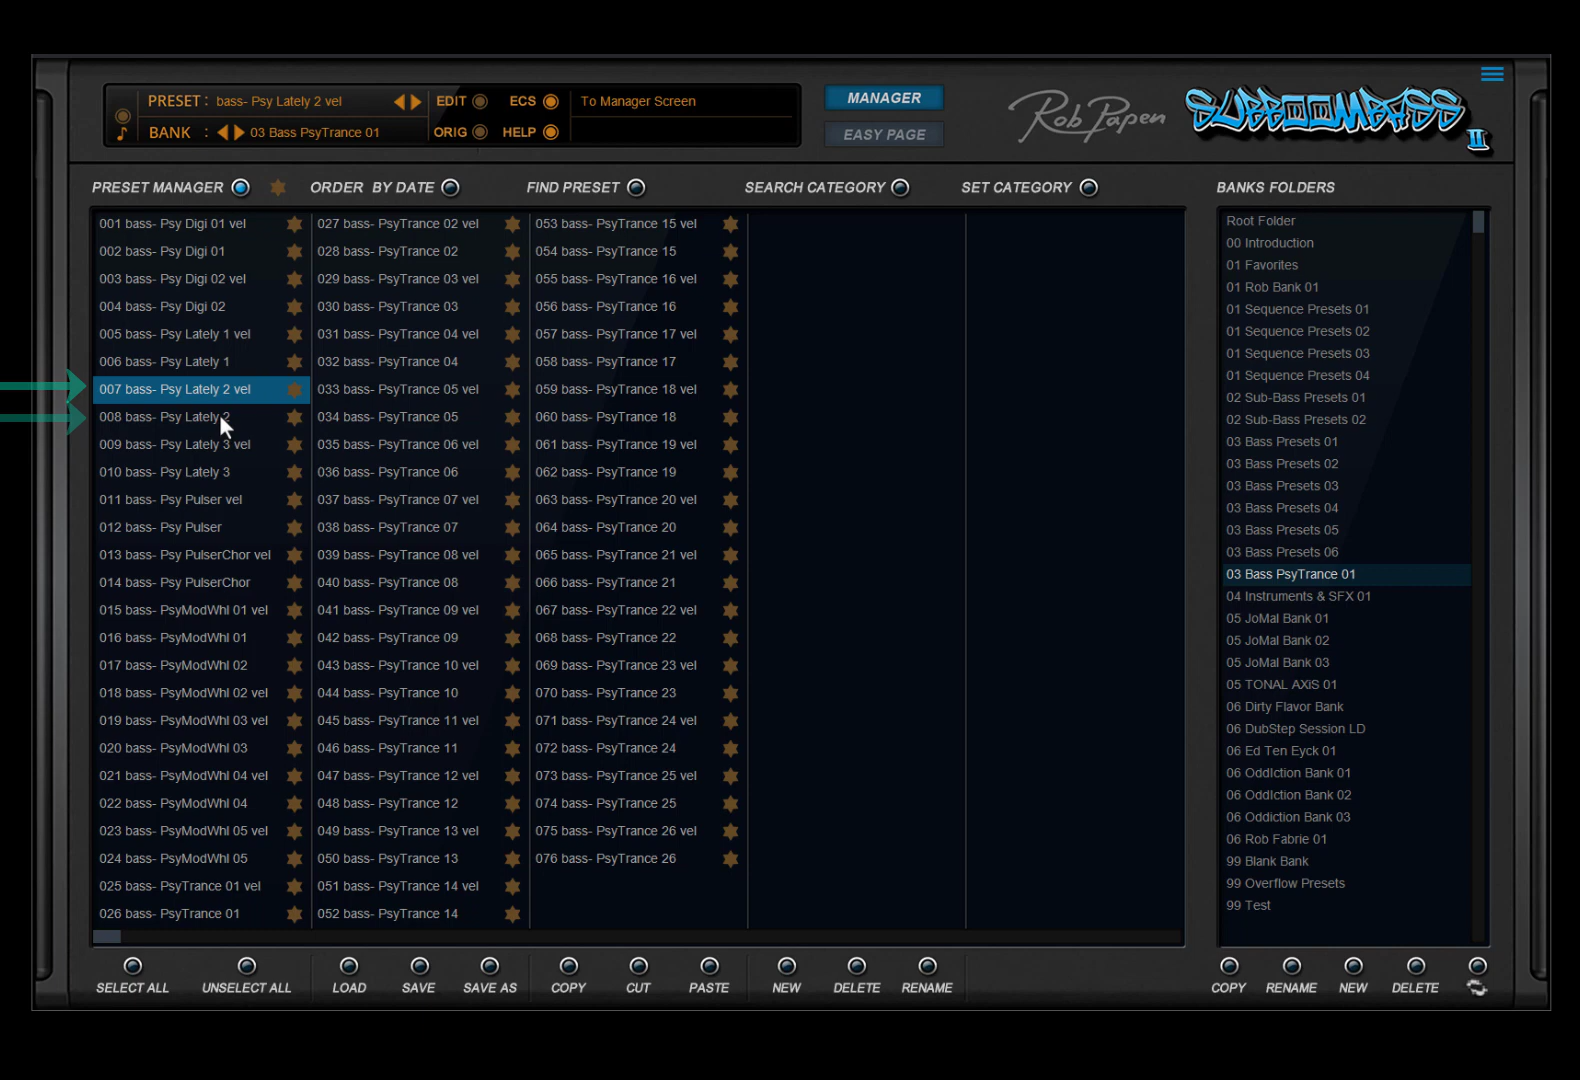 PRESET : bass- Psy Lately 2 vel
EDIT
ECS
To Manager Screen
BANK : 03 Bass PsyTrance 01
ORIG
HELP
MANAGER
EASY PAGE
Rob Papen
SUBBOOMBASS II
PRESET MANAGER
ORDER BY DATE
FIND PRESET
SEARCH CATEGORY
SET CATEGORY
BANKS FOLDERS
001 bass- Psy Digi 01 vel
002 bass- Psy Digi 01
003 bass- Psy Digi 02 vel
004 bass- Psy Digi 02
005 bass- Psy Lately 1 vel
006 bass- Psy Lately 1
007 bass- Psy Lately 2 vel
008 bass- Psy Lately 2
009 bass- Psy Lately 3 vel
010 bass- Psy Lately 3
011 bass- Psy Pulser vel
012 bass- Psy Pulser
013 bass- Psy PulserChor vel
014 bass- Psy PulserChor
015 bass- PsyModWhl 01 vel
016 bass- PsyModWhl 01
017 bass- PsyModWhl 02
018 bass- PsyModWhl 02 vel
019 bass- PsyModWhl 03 vel
020 bass- PsyModWhl 03
021 bass- PsyModWhl 04 vel
022 bass- PsyModWhl 04
023 bass- PsyModWhl 05 vel
024 bass- PsyModWhl 05
025 bass- PsyTrance 01 vel
026 bass- PsyTrance 01
027 bass- PsyTrance 02 vel
028 bass- PsyTrance 02
029 bass- PsyTrance 03 vel
030 bass- PsyTrance 03
031 bass- PsyTrance 04 vel
032 bass- PsyTrance 04
033 bass- PsyTrance 05 vel
034 bass- PsyTrance 05
035 bass- PsyTrance 06 vel
036 bass- PsyTrance 06
037 bass- PsyTrance 07 vel
038 bass- PsyTrance 07
039 bass- PsyTrance 08 vel
040 bass- PsyTrance 08
041 bass- PsyTrance 09 vel
042 bass- PsyTrance 09
043 bass- PsyTrance 10 vel
044 bass- PsyTrance 10
045 bass- PsyTrance 11 vel
046 bass- PsyTrance 11
047 bass- PsyTrance 12 vel
048 bass- PsyTrance 12
049 bass- PsyTrance 13 vel
050 bass- PsyTrance 13
051 bass- PsyTrance 14 vel
052 bass- PsyTrance 14
053 bass- PsyTrance 15 vel
054 bass- PsyTrance 15
055 bass- PsyTrance 16 vel
056 bass- PsyTrance 16
057 bass- PsyTrance 17 vel
058 bass- PsyTrance 17
059 bass- PsyTrance 18 vel
060 bass- PsyTrance 18
061 bass- PsyTrance 19 vel
062 bass- PsyTrance 19
063 bass- PsyTrance 20 vel
064 bass- PsyTrance 20
065 bass- PsyTrance 21 vel
066 bass- PsyTrance 21
067 bass- PsyTrance 22 vel
068 bass- PsyTrance 22
069 bass- PsyTrance 23 vel
070 bass- PsyTrance 23
071 bass- PsyTrance 24 vel
072 bass- PsyTrance 24
073 bass- PsyTrance 25 vel
074 bass- PsyTrance 25
075 bass- PsyTrance 26 vel
076 bass- PsyTrance 26
Root Folder
00 Introduction
01 Favorites
01 Rob Bank 01
01 Sequence Presets 01
01 Sequence Presets 02
01 Sequence Presets 03
01 Sequence Presets 04
02 Sub-Bass Presets 01
02 Sub-Bass Presets 02
03 Bass Presets 01
03 Bass Presets 02
03 Bass Presets 03
03 Bass Presets 04
03 Bass Presets 05
03 Bass Presets 06
03 Bass PsyTrance 01
04 Instruments & SFX 01
05 JoMal Bank 01
05 JoMal Bank 02
05 JoMal Bank 03
05 TONAL AXiS 01
06 Dirty Flavor Bank
06 DubStep Session LD
06 Ed Ten Eyck 01
06 OddIction Bank 01
06 OddIction Bank 02
06 Oddiction Bank 03
06 Rob Fabrie 01
99 Blank Bank
99 Overflow Presets
99 Test
SELECT ALL
UNSELECT ALL
LOAD
SAVE
SAVE AS
COPY
CUT
PASTE
NEW
DELETE
RENAME
COPY
RENAME
NEW
DELETE